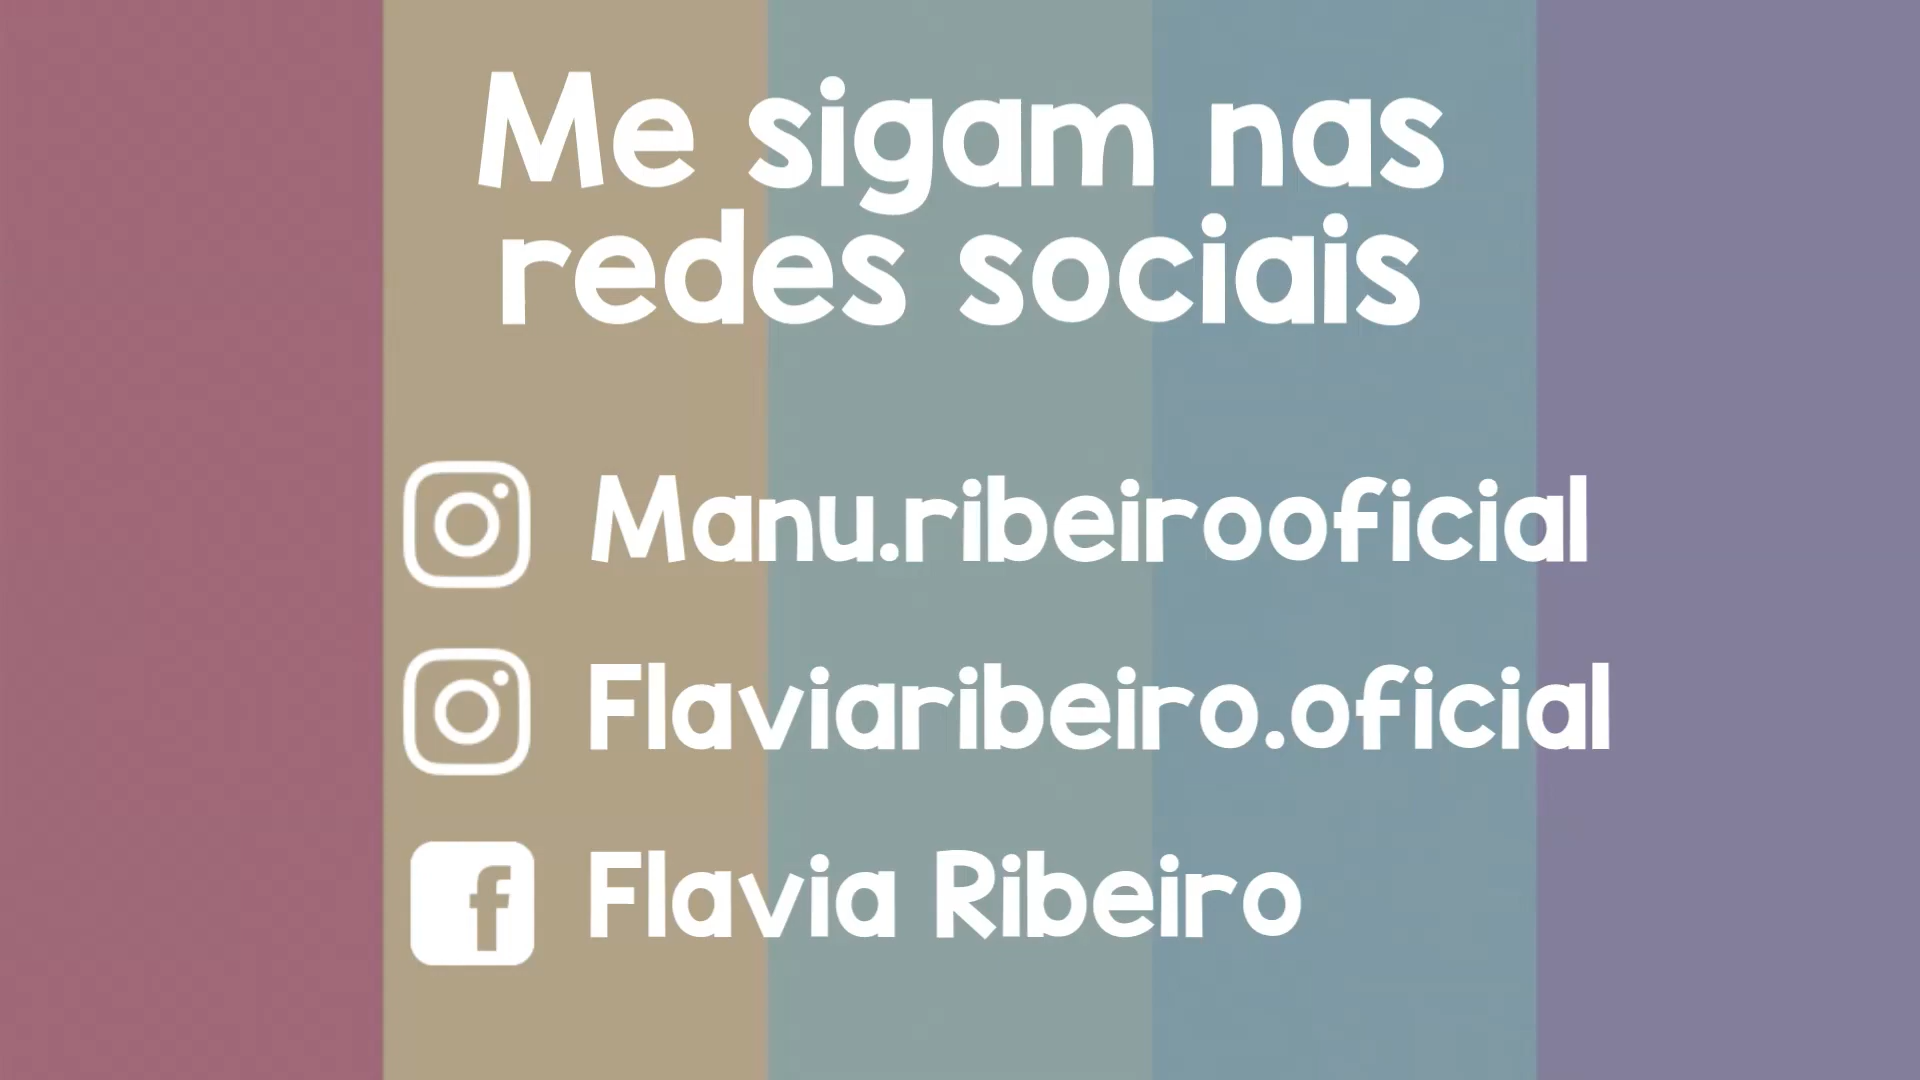 Me sigam nas
redes sociais
Manu.ribeirooficial
Flaviaribeiro.oficial
Flavia Ribeiro